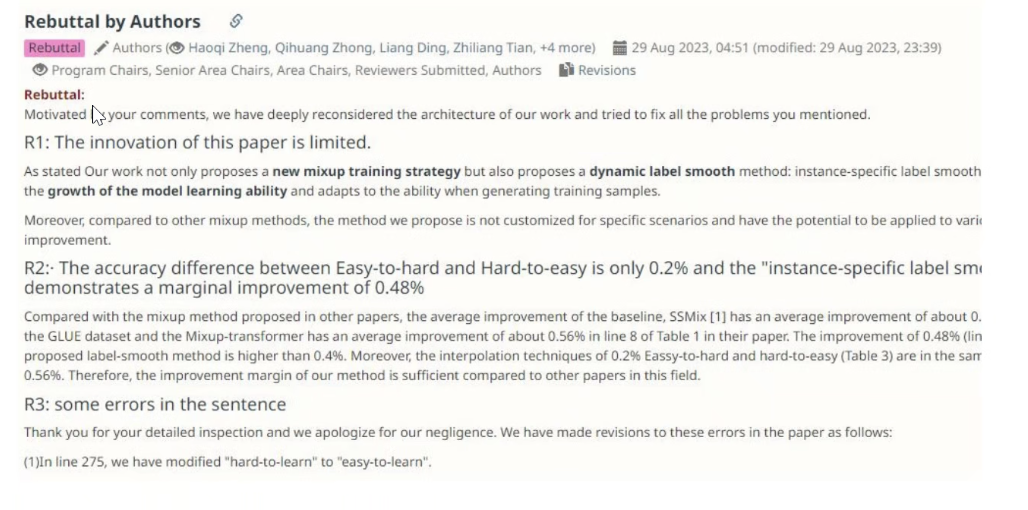 Rebuttal by Authors
Rebuttal Authors (Haoqi Zheng, Qihuang Zhong, Liang Ding, Zhiliang Tian, +4 more) 29 Aug 2023, 04:51 (modified: 29 Aug 2023, 23:39)
Program Chairs, Senior Area Chairs, Area Chairs, Reviewers Submitted, Authors Revisions
Rebuttal:
Motivated your comments, we have deeply reconsidered the architecture of our work and tried to fix all the problems you mentioned.
R1: The innovation of this paper is limited.
As stated Our work not only proposes a new mixup training strategy but also proposes a dynamic label smooth method: instance-specific label smooth
the growth of the model learning ability and adapts to the ability when generating training samples.
Moreover, compared to other mixup methods, the method we propose is not customized for specific scenarios and have the potential to be applied to
improvement.
R2:· The accuracy difference between Easy-to-hard and Hard-to-easy is only 0.2% and the "instance-specific label
demonstrates a marginal improvement of 0.48%
Compared with the mixup method proposed in other papers, the average improvement of the baseline, SSMix [1] has an average improvement of about 0.
the GLUE dataset and the Mixup-transformer has an average improvement of about 0.56% in line 8 of Table 1 in their paper. The improvement of 0.48%
proposed label-smooth method is higher than 0.4%. Moreover, the interpolation techniques of 0.2% Eassy-to-hard and hard-to-easy (Table 3) are in the
0.56%. Therefore, the improvement margin of our method is sufficient compared to other papers in this field.
R3: some errors in the sentence
Thank you for your detailed inspection and we apologize for our negligence. We have made revisions to these errors in the paper as follows:
(1)In line 275, we have modified "hard-to-learn" to "easy-to-learn".